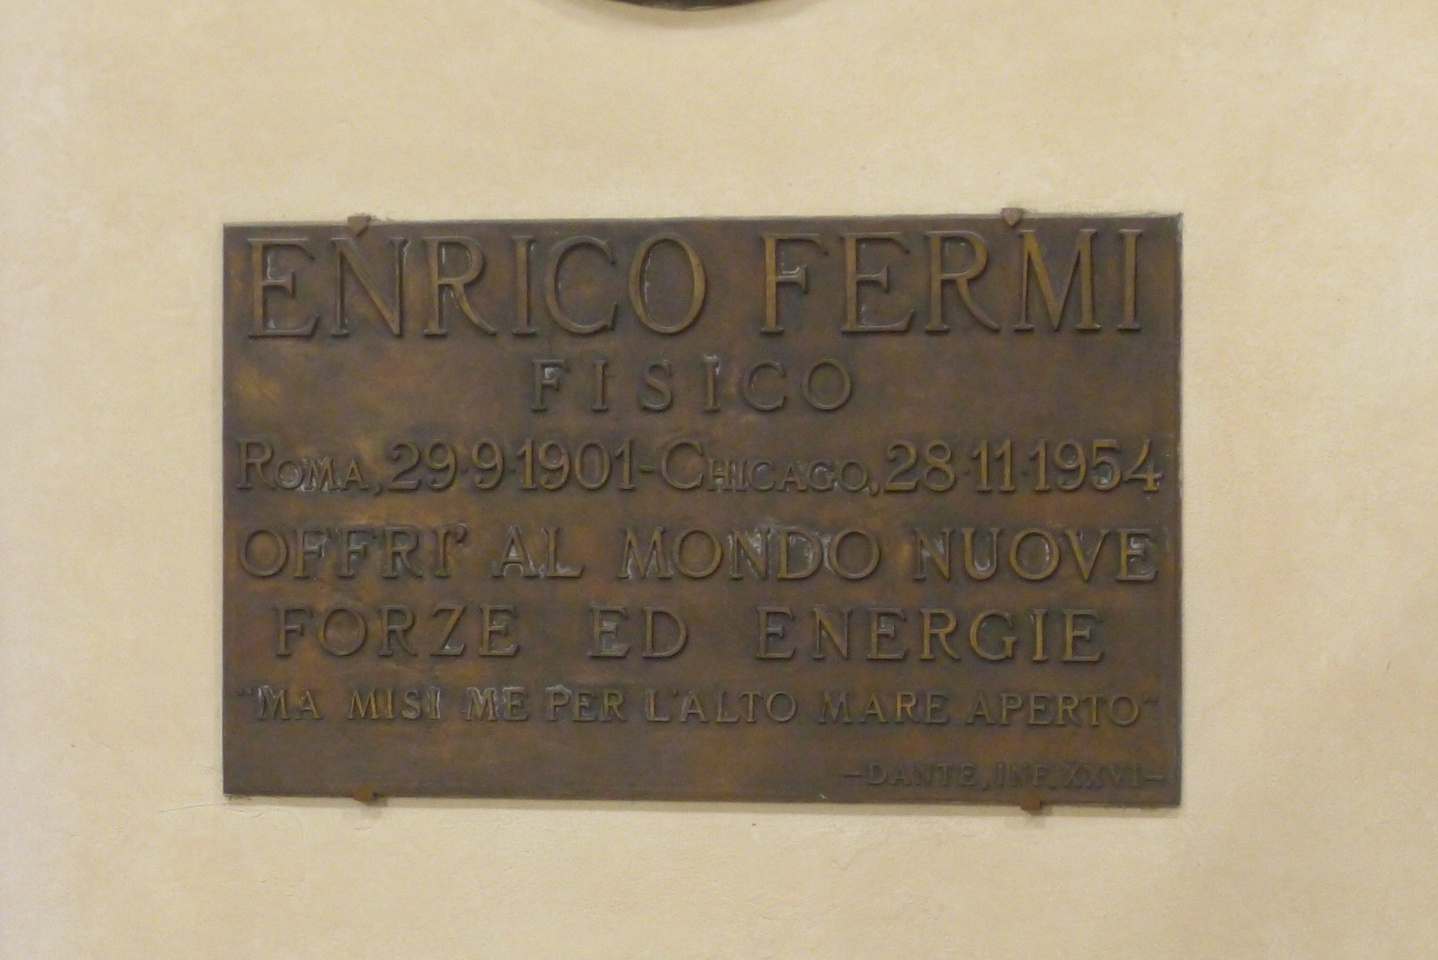 ENRICO FERMI
FISICO
ROMA, 29·9·1901-CHICAGO, 28·11·1954
OFFRI' AL MONDO NUOVE
FORZE ED ENERGIE
"MA MISI ME PER L'ALTO MARE APERTO"
-DANTE, INF. XXVI-